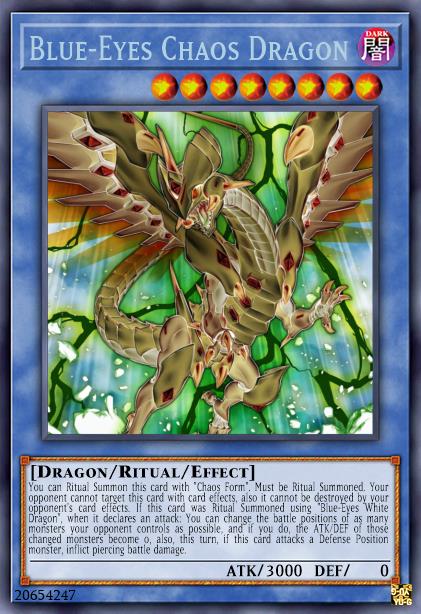 BLUE-EYES CHAOS DRAGON
DARK
闇
[DRAGON/RITUAL/EFFECT]
You can Ritual Summon this card with "Chaos Form". Must be Ritual Summoned. Your
opponent cannot target this card with card effects, also it cannot be destroyed by your
opponent's card effects. If this card was Ritual Summoned using "Blue-Eyes White
Dragon", when it declares an attack: You can change the battle positions of as many
monsters your opponent controls as possible, and if you do, the ATK/DEF of those
changed monsters become 0, also, this turn, if this card attacks a Defense Position
monster, inflict piercing battle damage.
ATK/3000 DEF/ 0
20654247